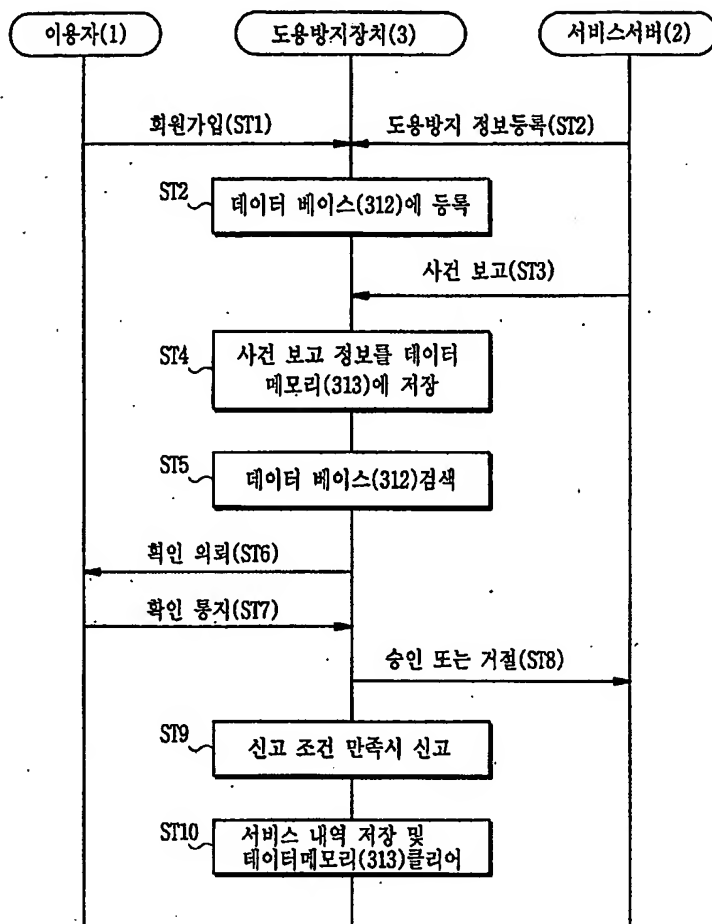 이용자(1)
도용방지장치(3)
서비스서버(2)
회원가입(ST1)
도용방지 정보등록(ST2)
ST2
데이터 베이스(312)에 등록
사건 보고(ST3)
ST4
사건 보고 정보를 데이터
메모리(313)에 저장
ST5
데이터 베이스(312)검색
확인 의뢰(ST6)
확인 통지(ST7)
승인 또는 거절(ST8)
ST9
신고 조건 만족시 신고
ST10
서비스 내역 저장 및
데이터메모리(313)클리어